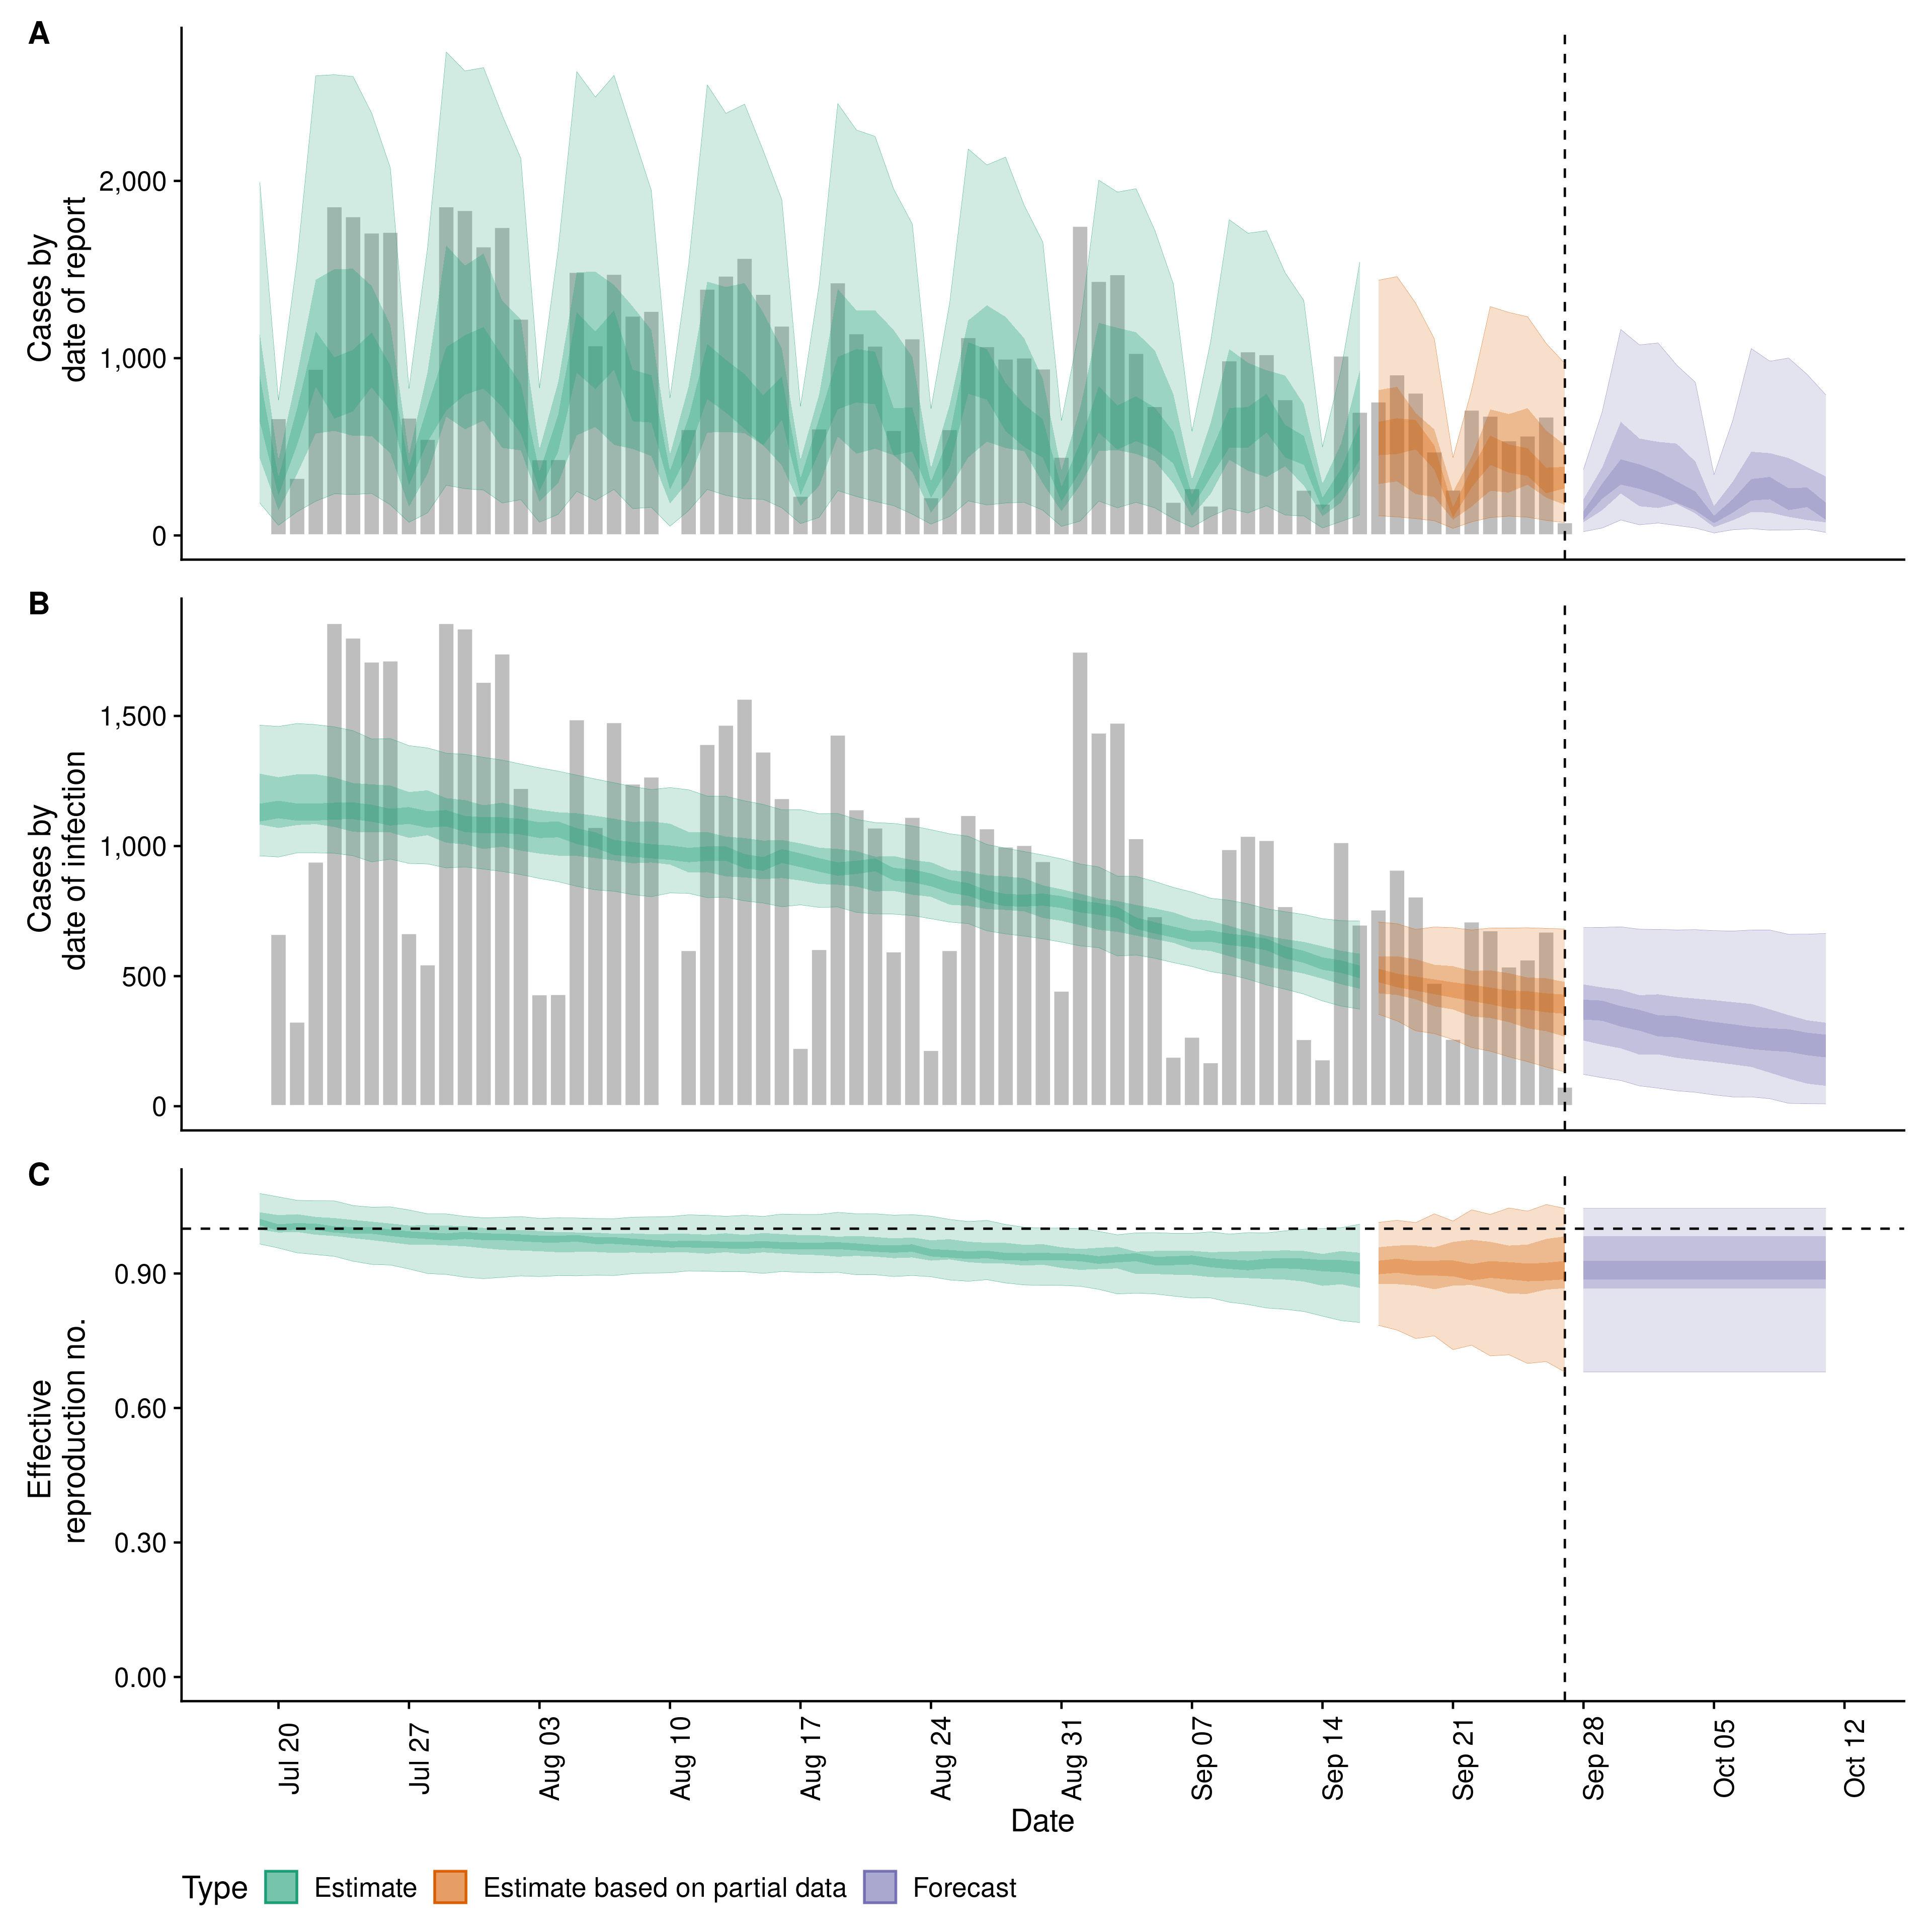 A
Cases by
date of report
2,000
1,000
0
B
Cases by
date of infection
1,500
1,000
500
0
C
Effective
reproduction no.
0.90
0.60
0.30
0.00
Jul 20
Jul 27
Aug 03
Aug 10
Aug 17
Aug 24
Aug 31
Sep 07
Sep 14
Sep 21
Sep 28
Oct 05
Oct 12
Date
Type Estimate Estimate based on partial data Forecast